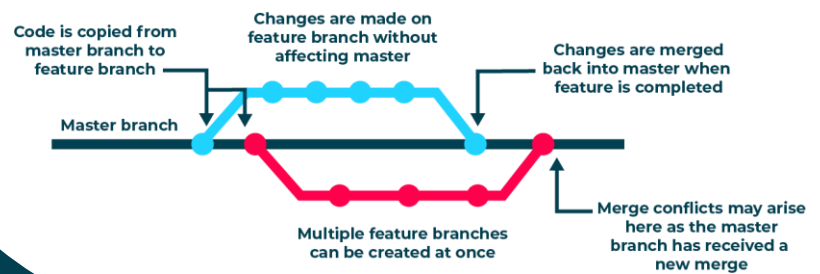 Code is copied from
master branch to
feature branch
Changes are made on
feature branch without
affecting master
Changes are merged
back into master when
feature is completed
Master branch
Multiple feature branches
can be created at once
Merge conflicts may arise
here as the master
branch has received a
new merge